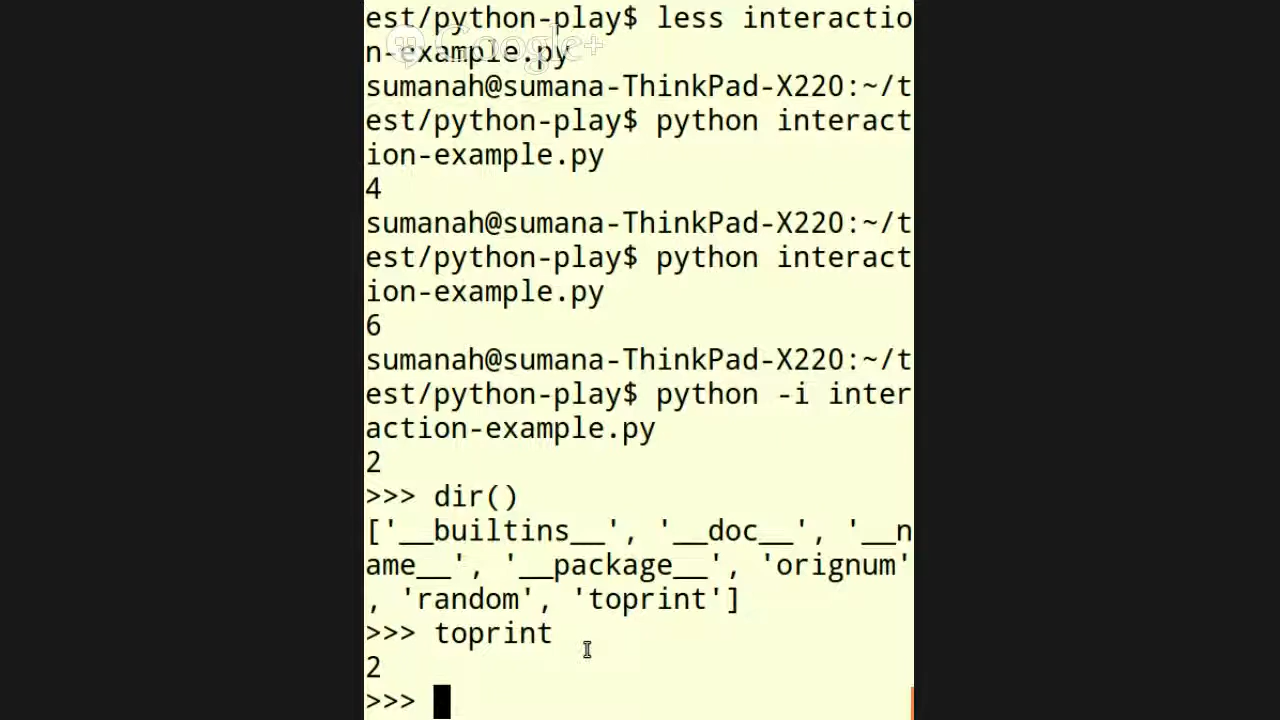 est/python-play$ less interactio
n-example.py
Google+
sumanah@sumana-ThinkPad-X220:~/t
est/python-play$ python interact
ion-example.py
4
sumanah@sumana-ThinkPad-X220:~/t
est/python-play$ python interact
ion-example.py
6
sumanah@sumana-ThinkPad-X220:~/t
est/python-play$ python -i inter
action-example.py
2
>>> dir()
['__builtins__', '__doc__', '__n
ame__', '__package__', 'orignum'
, 'random', 'toprint']
>>> toprint
2
>>>